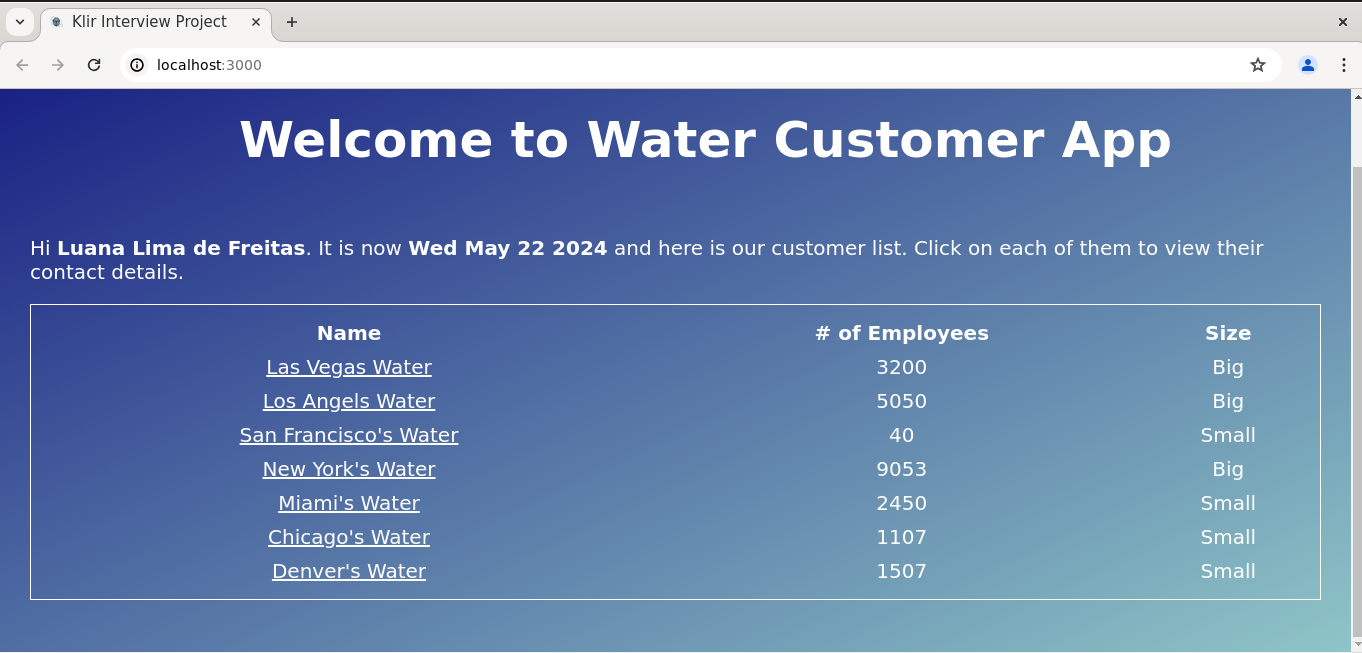 Klir Interview Project
localhost:3000
Welcome to Water Customer App
Hi Luana Lima de Freitas. It is now Wed May 22 2024 and here is our customer list. Click on each of them to view their
contact details.
Name # of Employees Size
Las Vegas Water 3200 Big
Los Angels Water 5050 Big
San Francisco's Water 40 Small
New York's Water 9053 Big
Miami's Water 2450 Small
Chicago's Water 1107 Small
Denver's Water 1507 Small